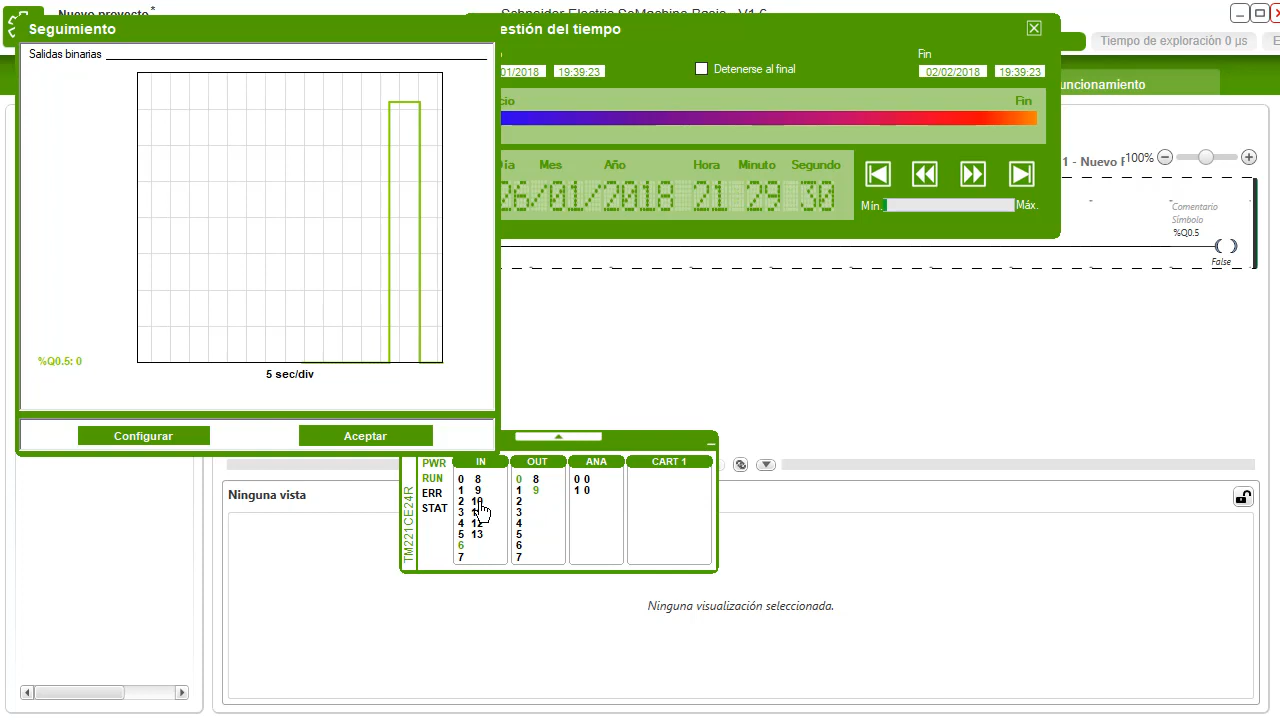 Nuevo proyecto *
Schneider Electric SoMachine Basic - V1.6
Seguimiento
estión del tiempo
Tiempo de exploración 0 µs
Salidas binarias
01/2018
19:39:23
Detenerse al final
Fin
02/02/2018
19:39:23
uncionamiento
cio
Fin
Día Mes Año Hora Minuto Segundo
26/01/2018 21 29 30
Mín.
Máx.
1 - Nuevo
100%
Comentario
Símbolo
%Q0.5
False
%Q0.5: 0
5 sec/div
Configurar
Aceptar
TM221CE24R
PWR
RUN
ERR
STAT
IN
0 8
1 9
2 10
3
4 12
5 13
6
7
OUT
0 8
1 9
2
3
4
5
6
7
ANA
0 0
1 0
CART 1
Ninguna vista
Ninguna visualización seleccionada.